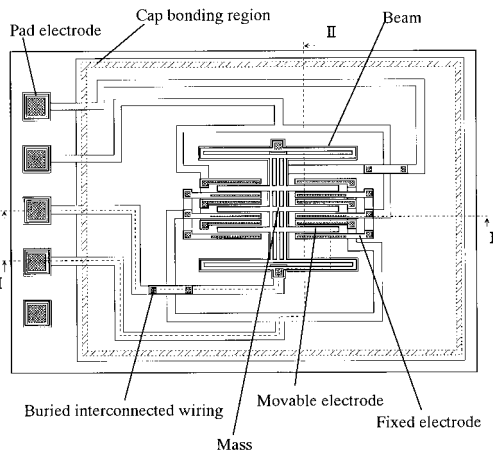 Cap bonding region
Beam
II
Pad electrode
I
I
Buried interconnected wiring
Movable electrode
Fixed electrode
Mass